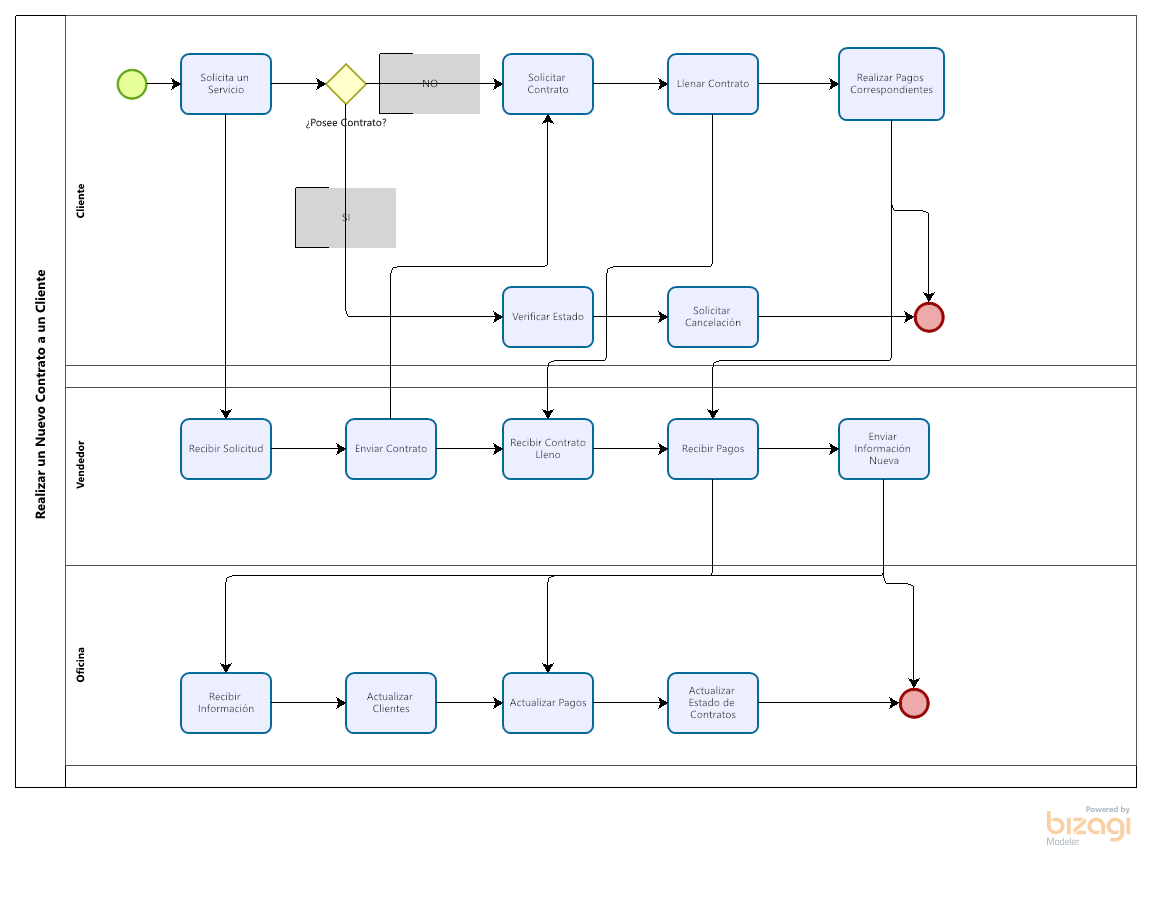 Realizar un Nuevo Contrato a un Cliente
Cliente
Solicita un
Servicio
¿Posee Contrato?
NO
SI
Solicitar
Contrato
Llenar Contrato
Realizar Pagos
Correspondientes
Verificar Estado
Solicitar
Cancelación
Vendedor
Recibir Solicitud
Enviar Contrato
Recibir Contrato
Lleno
Recibir Pagos
Enviar
Información
Nueva
Oficina
Recibir
Información
Actualizar
Clientes
Actualizar Pagos
Actualizar
Estado de
Contratos
Powered by
bizagi
Modeler